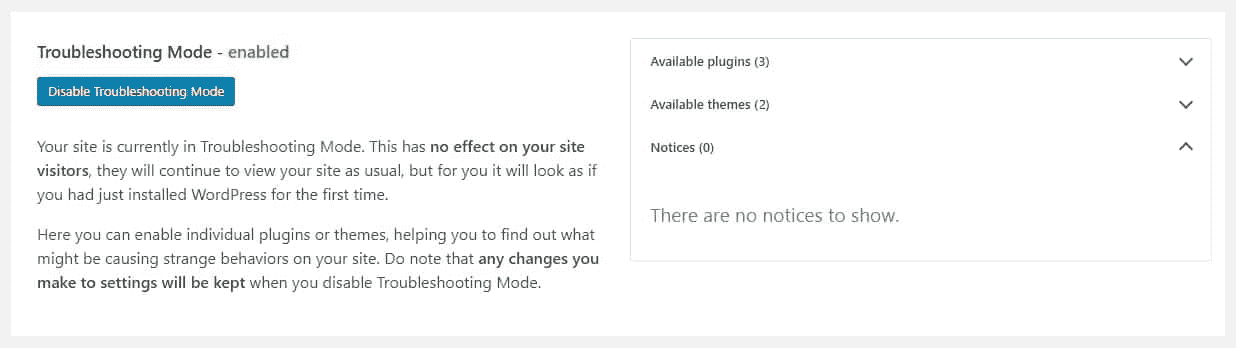 Troubleshooting Mode - enabled
Disable Troubleshooting Mode
Your site is currently in Troubleshooting Mode. This has no effect on your site
visitors, they will continue to view your site as usual, but for you it will look as if
you had just installed WordPress for the first time.
Here you can enable individual plugins or themes, helping you to find out what
might be causing strange behaviors on your site. Do note that any changes you
make to settings will be kept when you disable Troubleshooting Mode.
Available plugins (3)
Available themes (2)
Notices (0)
There are no notices to show.